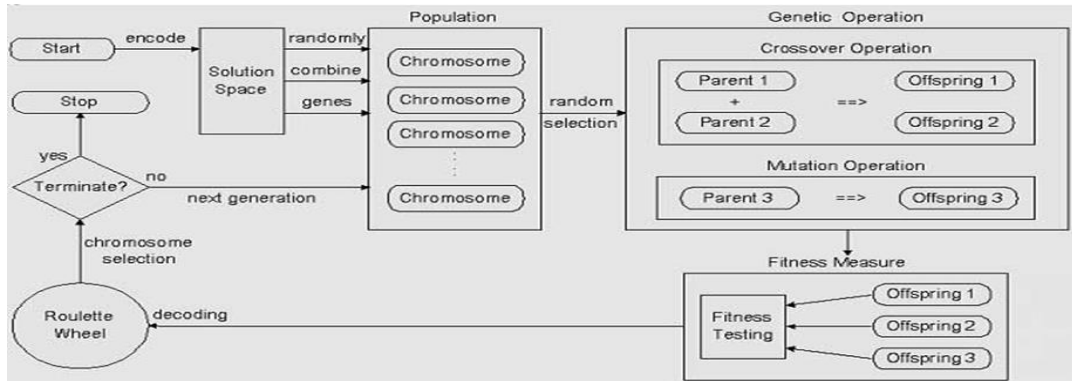 Start
encode
Solution
Space
randomly
combine
genes
Population
Chromosome
Chromosome
Chromosome
Chromosome
random
selection
Genetic Operation
Crossover Operation
Parent 1
+
Parent 2
==>
Offspring 1
Offspring 2
Mutation Operation
Parent 3
==>
Offspring 3
Fitness Measure
Offspring 1
Offspring 2
Offspring 3
Fitness
Testing
decoding
Roulette
Wheel
chromosome
selection
Terminate?
no
next generation
yes
Stop